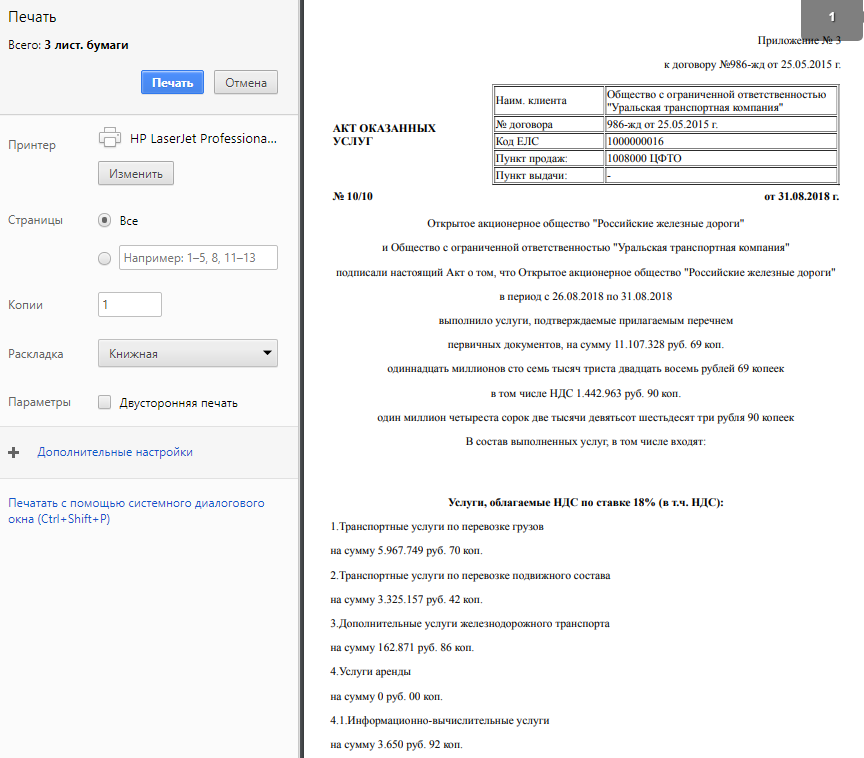 Печать
Всего: 3 лист. бумаги
Печать
Отмена
Принтер
HP LaserJet Professiona...
Изменить
Страницы
Все
Например: 1–5, 8, 11–13
Копии
1
Раскладка
Книжная
Параметры
Двусторонняя печать
Дополнительные настройки
Печатать с помощью системного диалогового
окна (Ctrl+Shift+P)
1
Приложение № 3
к договору №986-жд от 25.05.2015 г.
АКТ ОКАЗАННЫХ
УСЛУГ
Наим. клиента
Общество с ограниченной ответственностью
"Уральская транспортная компания"
№ договора
986-жд от 25.05.2015 г.
Код ЕЛС
1000000016
Пункт продаж:
1008000 ЦФТО
Пункт выдачи:
-
№ 10/10
от 31.08.2018 г.
Открытое акционерное общество "Российские железные дороги"
и Общество с ограниченной ответственностью "Уральская транспортная компания"
подписали настоящий Акт о том, что Открытое акционерное общество "Российские железные дороги"
в период с 26.08.2018 по 31.08.2018
выполнило услуги, подтверждаемые прилагаемым перечнем
первичных документов, на сумму 11.107.328 руб. 69 коп.
одиннадцать миллионов сто семь тысяч триста двадцать восемь рублей 69 копеек
в том числе НДС 1.442.963 руб. 90 коп.
один миллион четыреста сорок две тысячи девятьсот шестьдесят три рубля 90 копеек
В состав выполненных услуг, в том числе входят:
Услуги, облагаемые НДС по ставке 18% (в т.ч. НДС):
1.Транспортные услуги по перевозке грузов
на сумму 5.967.749 руб. 70 коп.
2.Транспортные услуги по перевозке подвижного состава
на сумму 3.325.157 руб. 42 коп.
3.Дополнительные услуги железнодорожного транспорта
на сумму 162.871 руб. 86 коп.
4.Услуги аренды
на сумму 0 руб. 00 коп.
4.1.Информационно-вычислительные услуги
на сумму 3.650 руб. 92 коп.